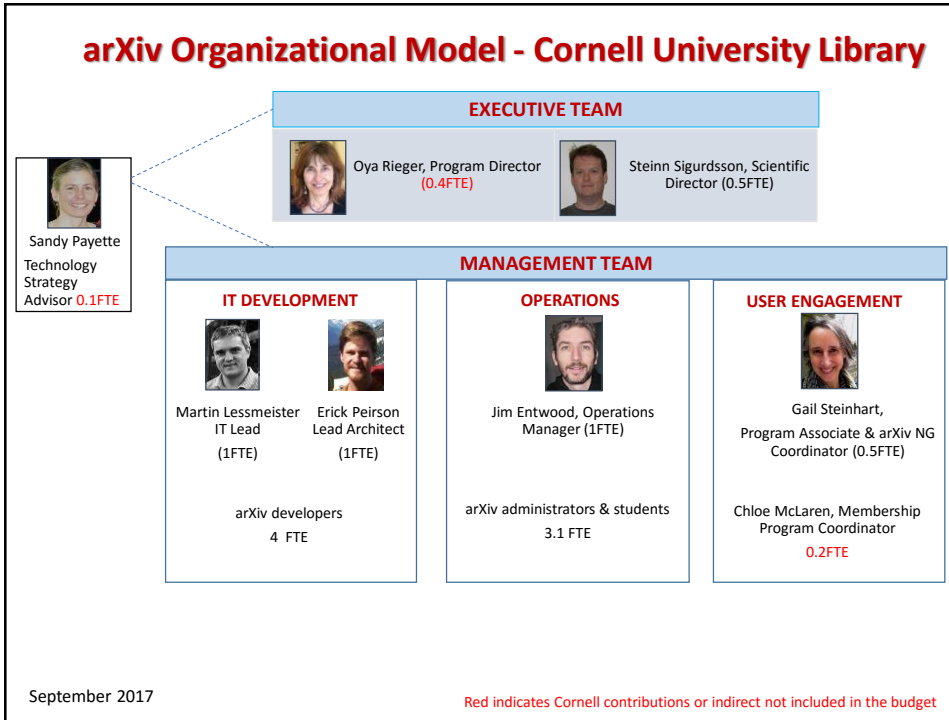 arXiv Organizational Model - Cornell University Library
EXECUTIVE TEAM
Oya Rieger, Program Director
(0.4FTE)
Steinn Sigurdsson, Scientific
Director (0.5FTE)
Sandy Payette
Technology
Strategy
Advisor 0.1FTE
MANAGEMENT TEAM
IT DEVELOPMENT
Martin Lessmeister
IT Lead
(1FTE)
Erick Peirson
Lead Architect
(1FTE)
arXiv developers
4 FTE
OPERATIONS
Jim Entwood, Operations
Manager (1FTE)
arXiv administrators & students
3.1 FTE
USER ENGAGEMENT
Gail Steinhart,
Program Associate & arXiv NG
Coordinator (0.5FTE)
Chloe McLaren, Membership
Program Coordinator
0.2FTE
September 2017
Red indicates Cornell contributions or indirect not included in the budget